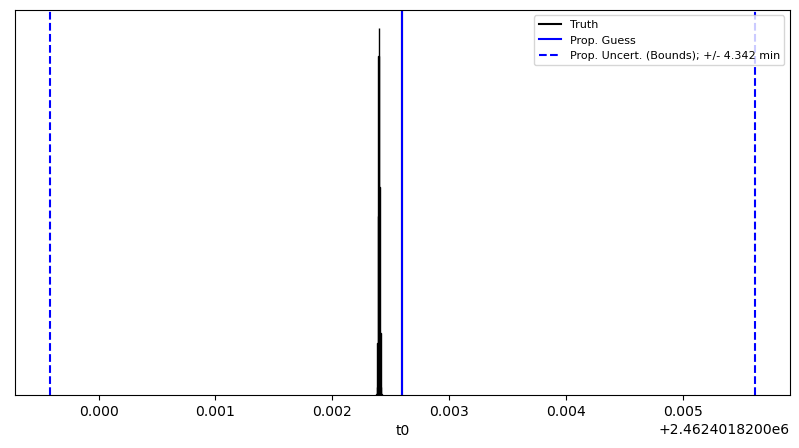 Truth
Prop. Guess
Prop. Uncert. (Bounds); +/- 4.342 min
0.000 0.001 0.002 0.003 0.004 0.005
t0
+2.4624018200e6